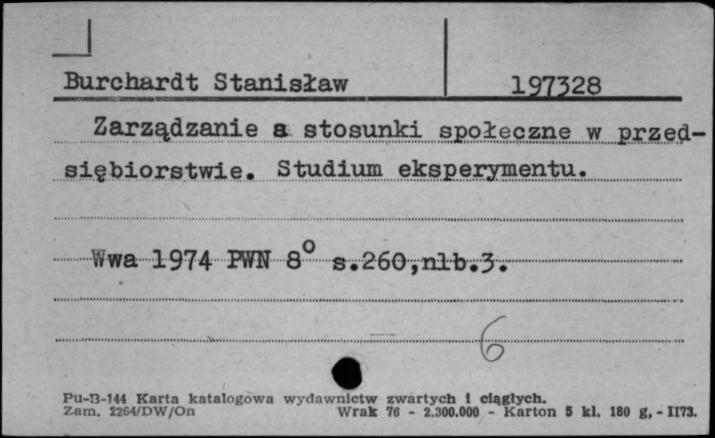 Burchardt Stanisław 197328
Zarządzanie a stosunki społeczne w przed-
siębiorstwie. Studium eksperymentu.
Wwa 1974 PWN 8° s.260,nlb.3.
6
Pu-B-144 Karta katalogowa wydawnictw zwartych i ciągłych.
Zam. 2264/DW/On Wrak 76 - 2.300.000 - Karton 5 kl. 180 g, - II73.